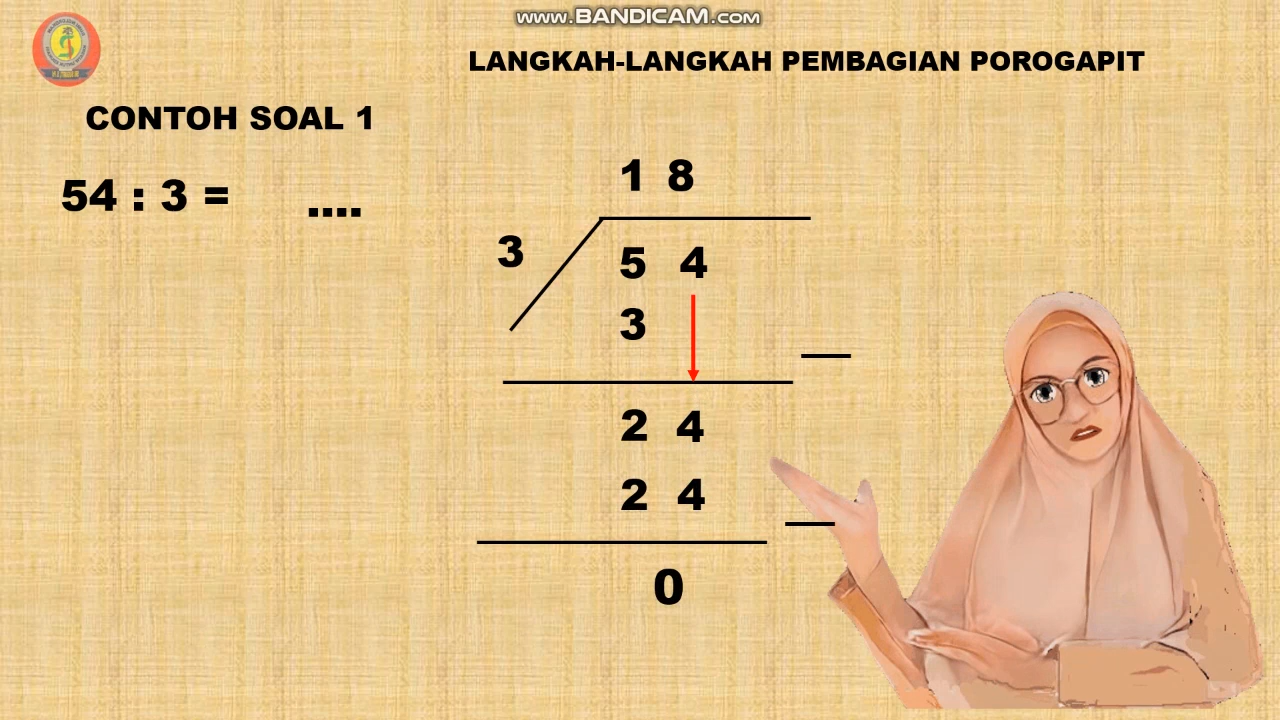 www.BANDICAM.com
LANGKAH-LANGKAH PEMBAGIAN POROGAPIT
CONTOH SOAL 1
54 : 3 = ....
1 8
3
5 4
3
2 4
2 4
0